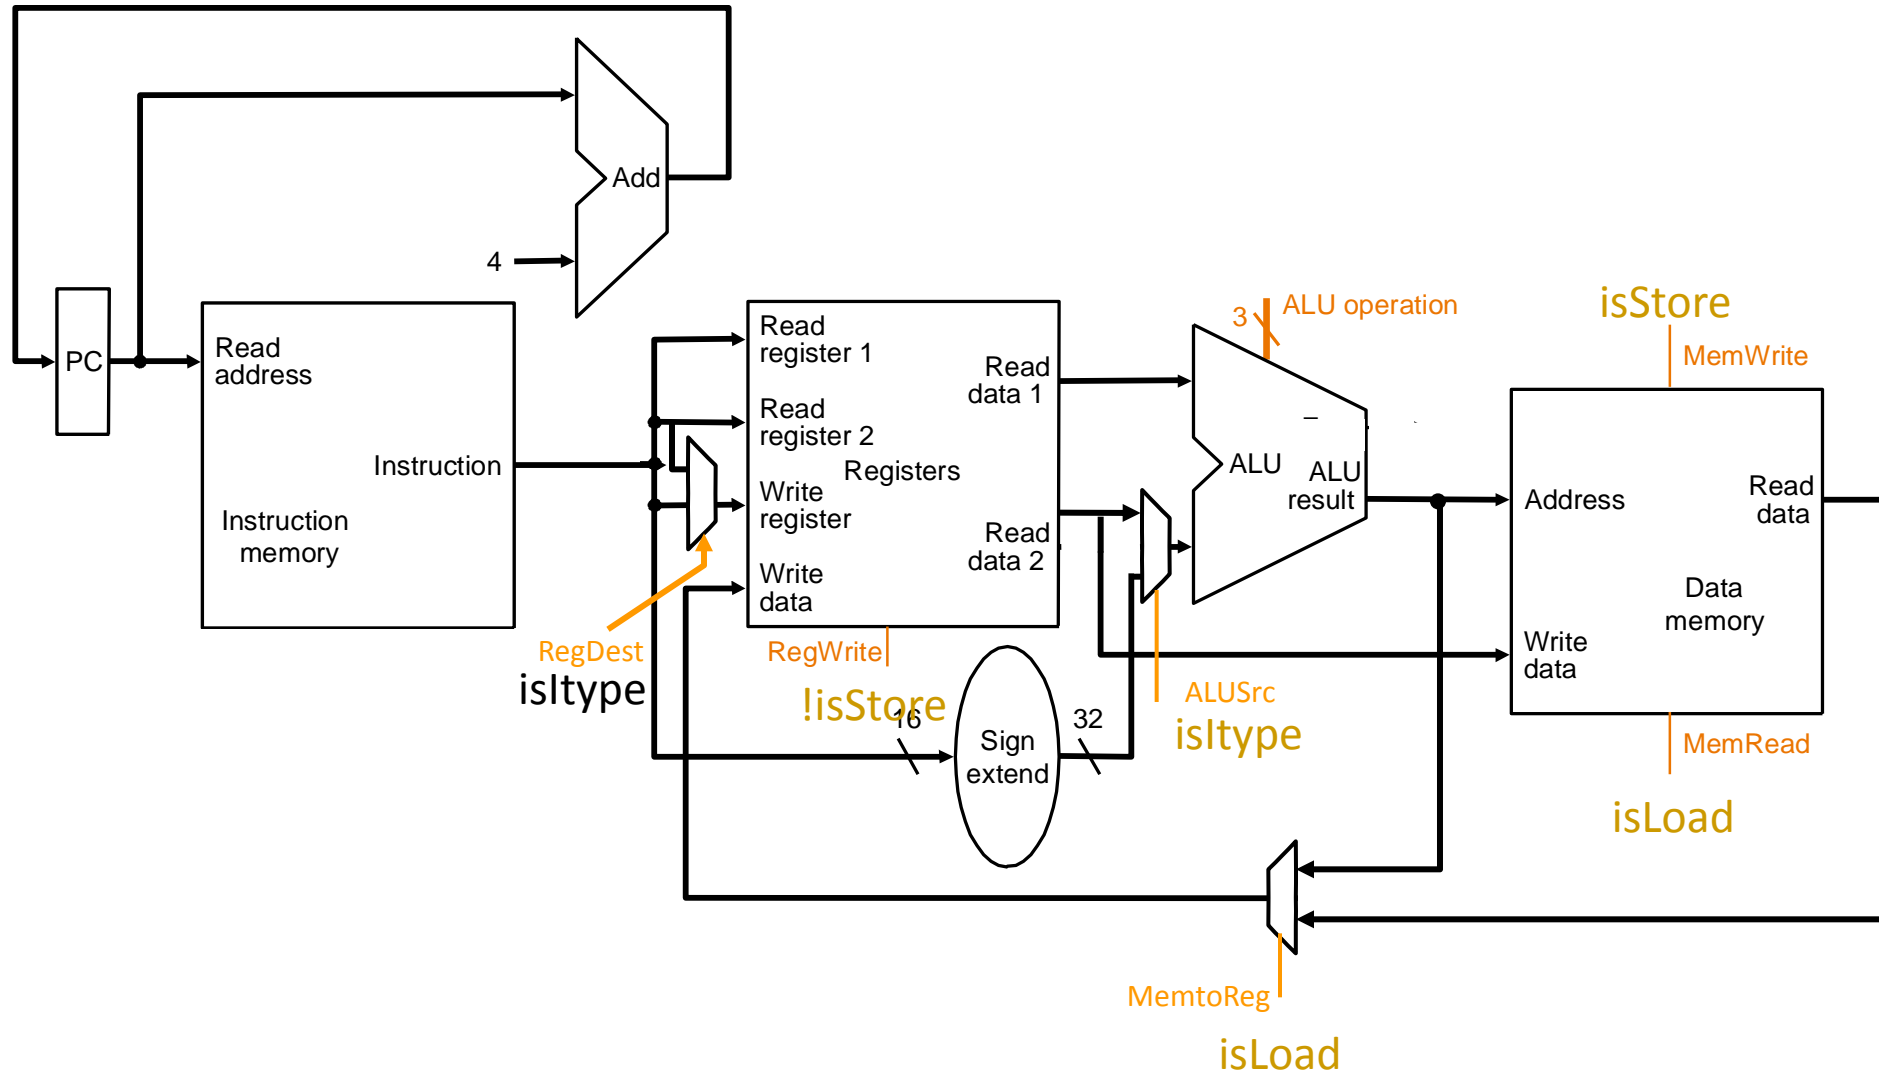 Add
4
PC
Read
address
Instruction
Instruction
memory
Read
register 1
Read
register 2
Registers
Write
register
Write
data
Read
data 1
Read
data 2
RegDest
isItype
RegWrite
!isStore
16
Sign
extend
32
ALUSrc
isItype
3
ALU operation
ALU
ALU
result
isStore
MemWrite
Address
Read
data
Data
memory
Write
data
MemRead
isLoad
MemtoReg
isLoad